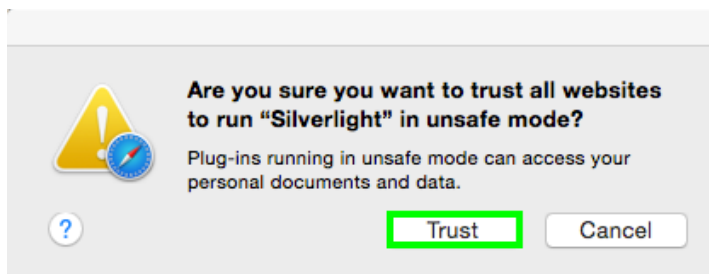 Are you sure you want to trust all websites
to run “Silverlight” in unsafe mode?
Plug-ins running in unsafe mode can access your
personal documents and data.
? Trust Cancel